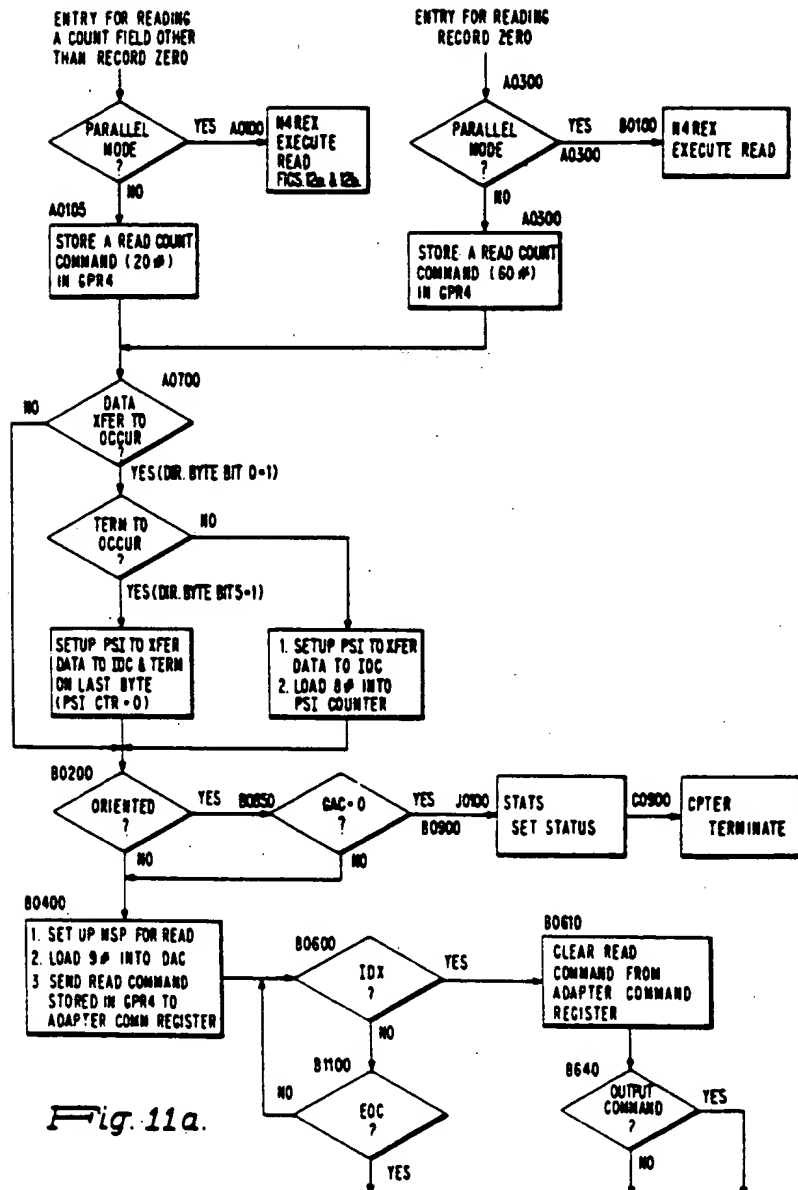 ENTRY FOR READING
A COUNT FIELD OTHER
THAN RECORD ZERO
ENTRY FOR READING
RECORD ZERO
A0300
PARALLEL
MODE
?
YES
A0100
N4REX
EXECUTE
READ
FIGS. 12a & 12b
NO
PARALLEL
MODE
?
YES
A0300
B0100
N4REX
EXECUTE READ
NO
A0105
STORE A READ COUNT
COMMAND (20#)
IN GPR4
A0300
STORE A READ COUNT
COMMAND (60#)
IN GPR4
A0700
NO
DATA
XFER TO
OCCUR
?
YES (DIR. BYTE BIT 0=1)
TERM TO
OCCUR
?
NO
YES (DIR. BYTE BIT 5=1)
SETUP PSI TO XFER
DATA TO IOC & TERM
ON LAST BYTE
(PSI CTR = 0)
1. SETUP PSI TO XFER
DATA TO IOC
2. LOAD 8# INTO
PSI COUNTER
B0200
ORIENTED
?
YES
B0850
GAC = 0
?
YES
B0900
J0100
STATS
SET STATUS
C0900
CPTER
TERMINATE
NO
NO
B0400
1. SET UP MSP FOR READ
2. LOAD 9# INTO DAC
3 SEND READ COMMAND
STORED IN GPR4 TO
ADAPTER COMM REGISTER
B0600
IDX
?
YES
B0610
CLEAR READ
COMMAND FROM
ADAPTER COMMAND
REGISTER
NO
NO
B1100
NO
EOC
?
YES
B640
OUTPUT
COMMAND
?
YES
NO
Fig. 11a.